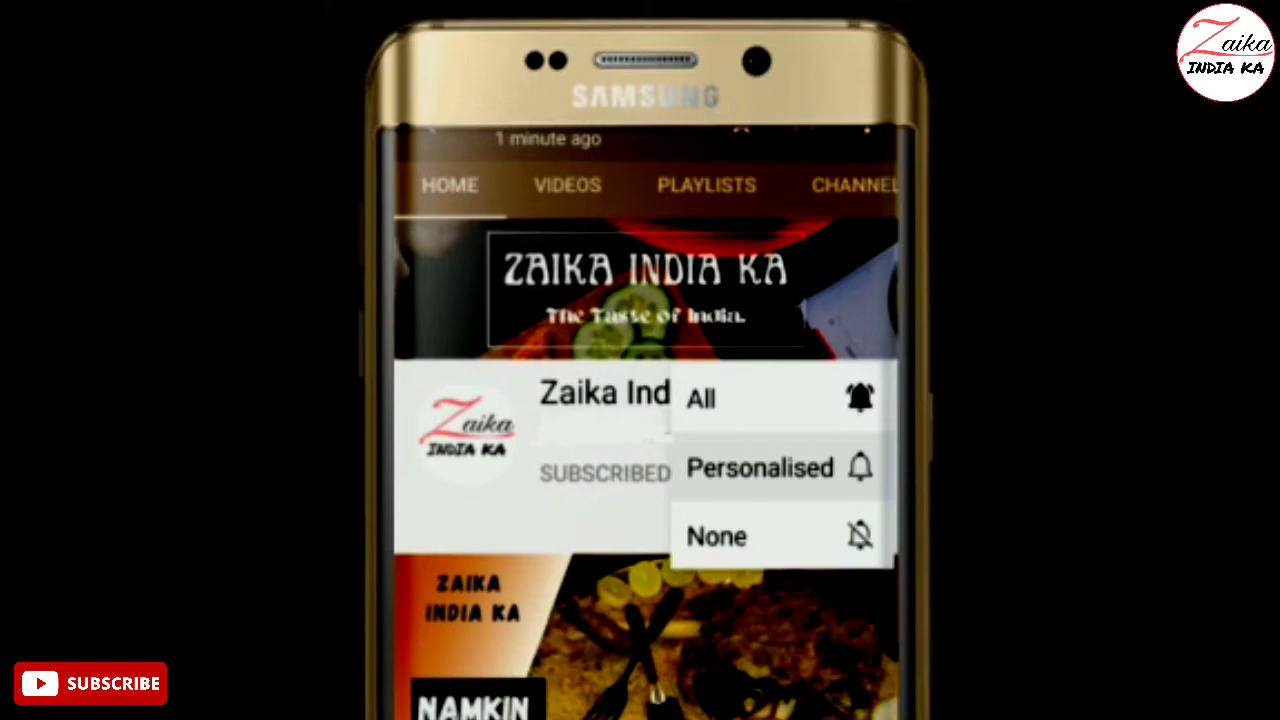 Zaika
INDIA KA
SAMSUNG
1 minute ago
HOME VIDEOS PLAYLISTS CHANNEL
ZAIKA INDIA KA
The Taste of India.
Zaika Ind
All
Zaika
INDIA KA
SUBSCRIBED
Personalised
None
ZAIKA
INDIA KA
NAMKIN
SUBSCRIBE